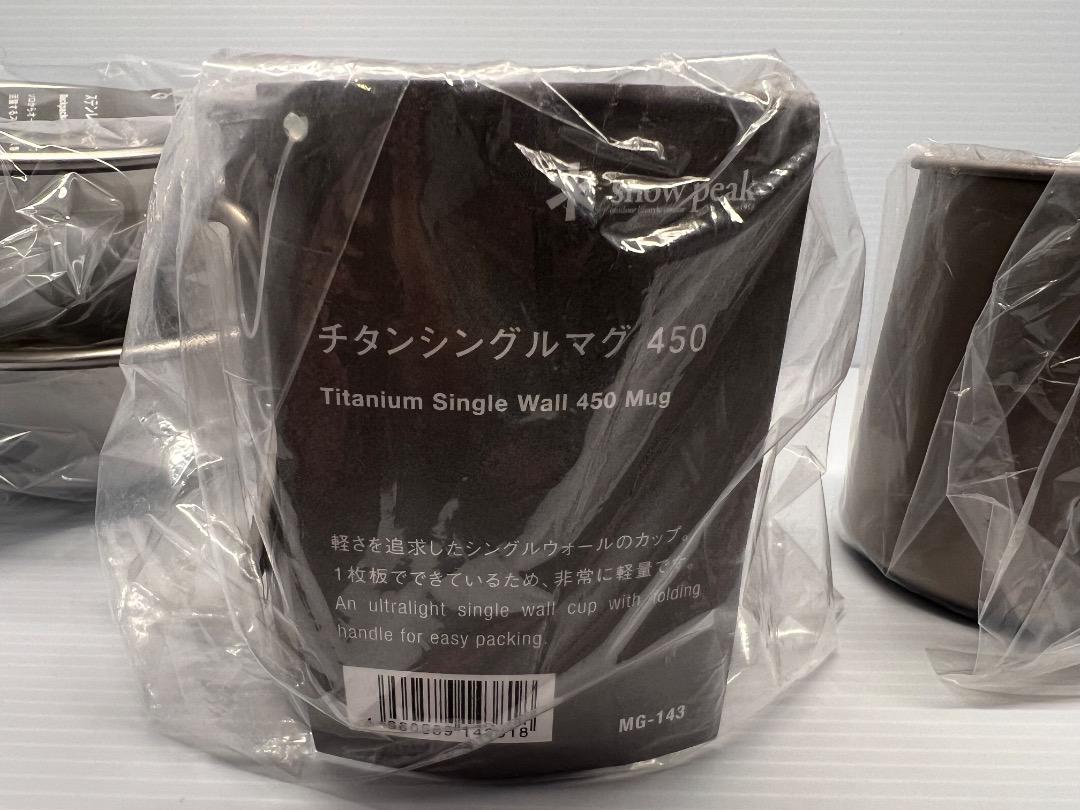 snow peak
チタンシングルマグ 450
Titanium Single Wall 450 Mug
軽さを追求したシングルウォールのカップ。
1枚板でできているため、非常に軽量です。
An ultralight single wall cup with folding
handle for easy packing.
MG-143